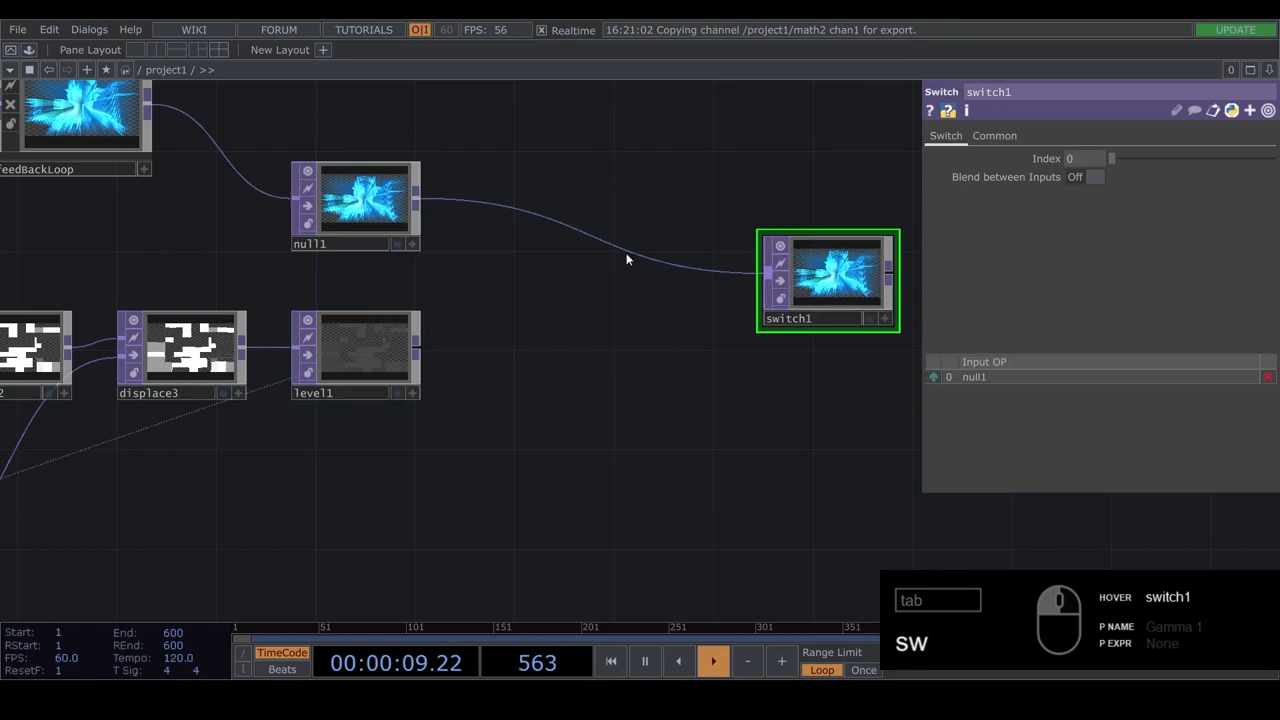 File Edit Dialogs Help WIKI FORUM TUTORIALS O|I 60 FPS: 56 Realtime 16:21:02 Copying channel /project1/math2 chan1 for export. UPDATE
Pane Layout New Layout +
/ project1 / >> 0
Switch switch1
? ? i
Switch Common
Index 0
Blend between Inputs Off
feedBackLoop
null1
switch1
Input OP
0 null1
2 displace3 level1
tab
SW
HOVER switch1
P NAME Gamma 1
P EXPR None
1 51 101 151 201 251 301 351
Start: 1 End: 600
RStart: 1 REnd: 600
FPS: 60.0 Tempo: 120.0
ResetF: 1 T Sig: 4 4
TimeCode
Beats
00:00:09.22 563
- +
Range Limit
Loop Once